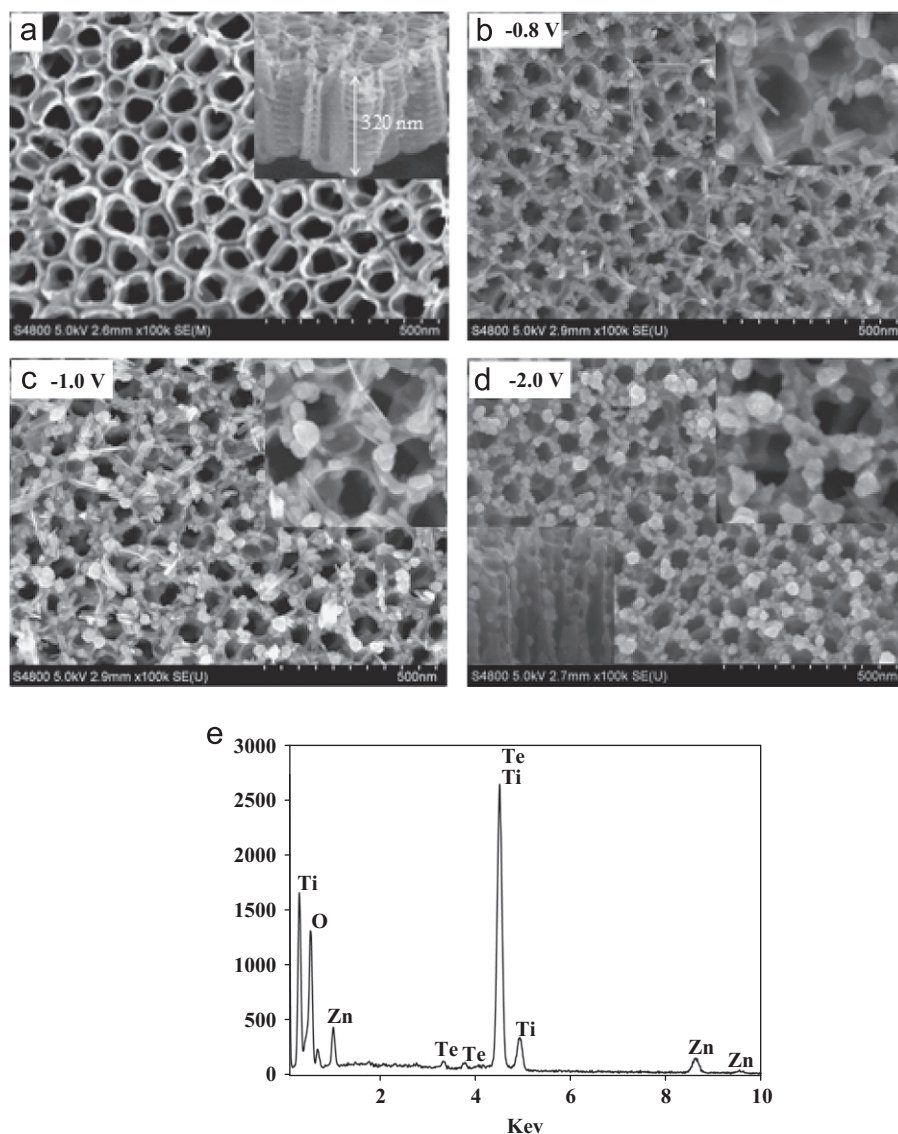 a
320 nm
S4800 5.0kV 2.6mm x100k SE(M) 500nm
b -0.8 V
S4800 5.0kV 2.9mm x100k SE(U) 500nm
c -1.0 V
S4800 5.0kV 2.9mm x100k SE(U) 500nm
d -2.0 V
S4800 5.0kV 2.7mm x100k SE(U) 500nm
e
3000
2500
2000
1500
1000
500
0
Te
Ti
Ti
O
Zn
Te
Te
Ti
Zn
Zn
2 4 6 8 10
Kev